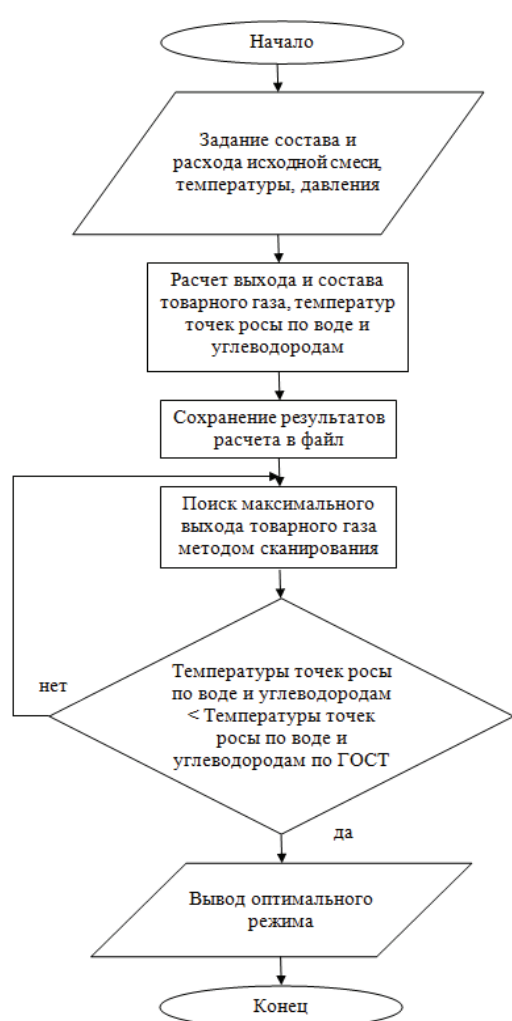 Начало
Задание состава и
расхода исходной смеси,
температуры, давления
Расчет выхода и состава
товарного газа, температур
точек росы по воде и
углеводородам
Сохранение результатов
расчета в файл
Поиск максимального
выхода товарного газа
методом сканирования
нет
Температуры точек росы
по воде и углеводородам
< Температуры точек
росы по воде и
углеводородам по ГОСТ
да
Вывод оптимального
режима
Конец